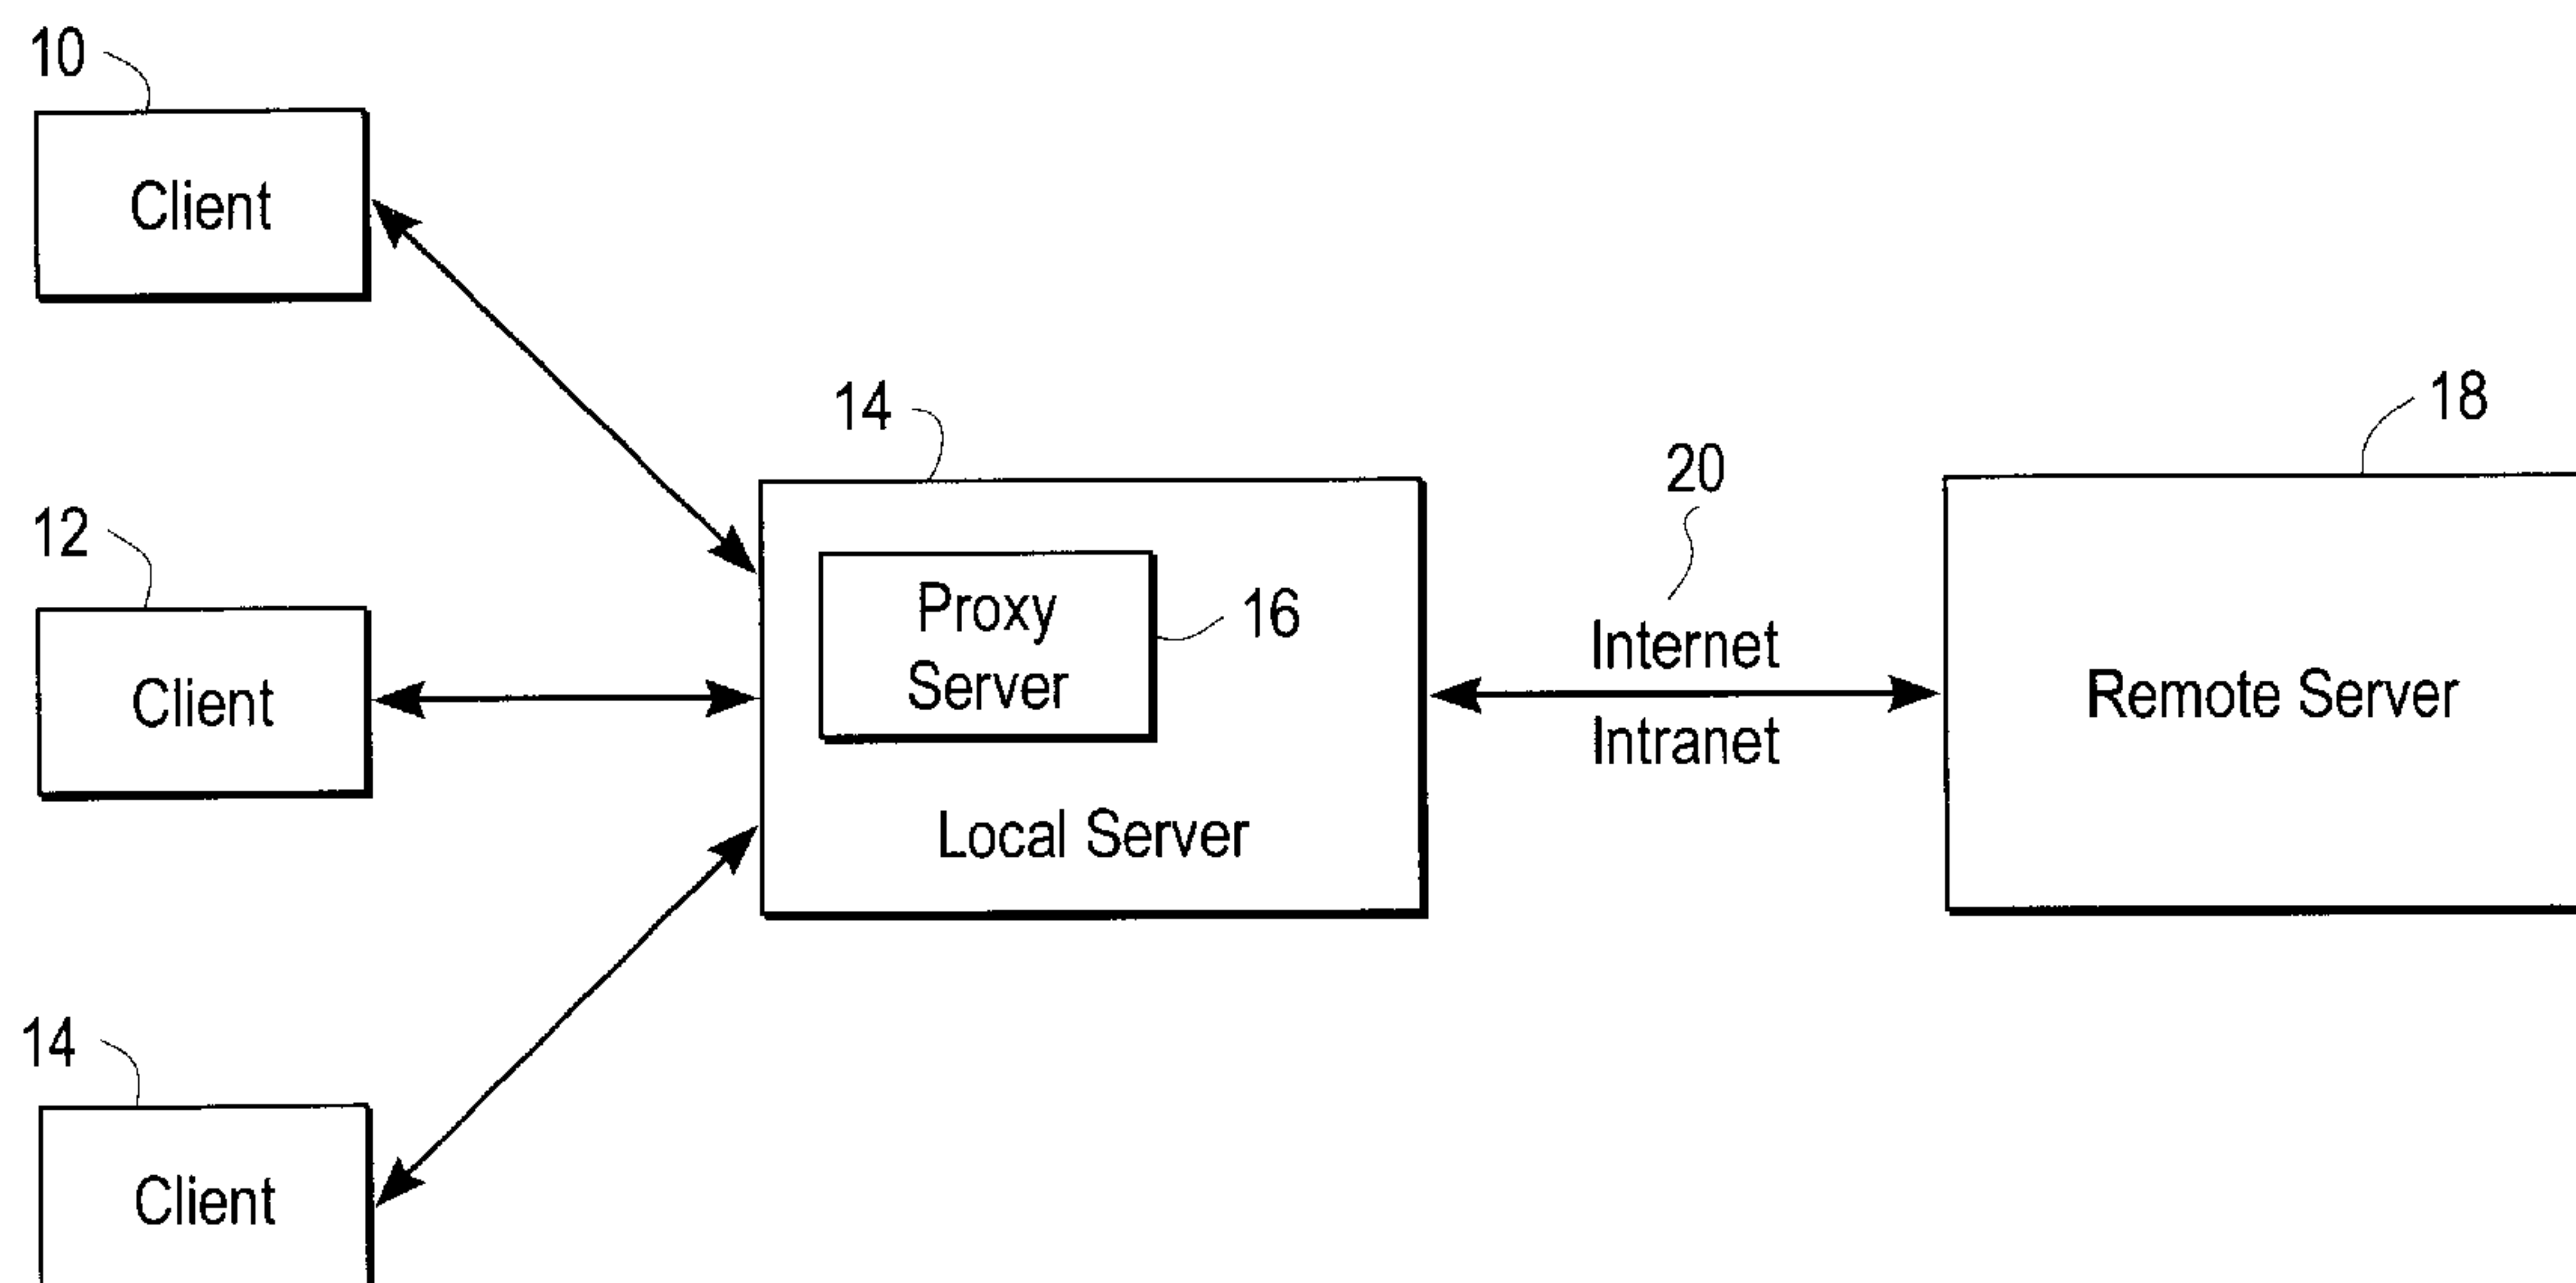 10
Client
14
18
20
12
Proxy
Server
16
Internet
Client
Remote Server
Intranet
Local Server
14
Client